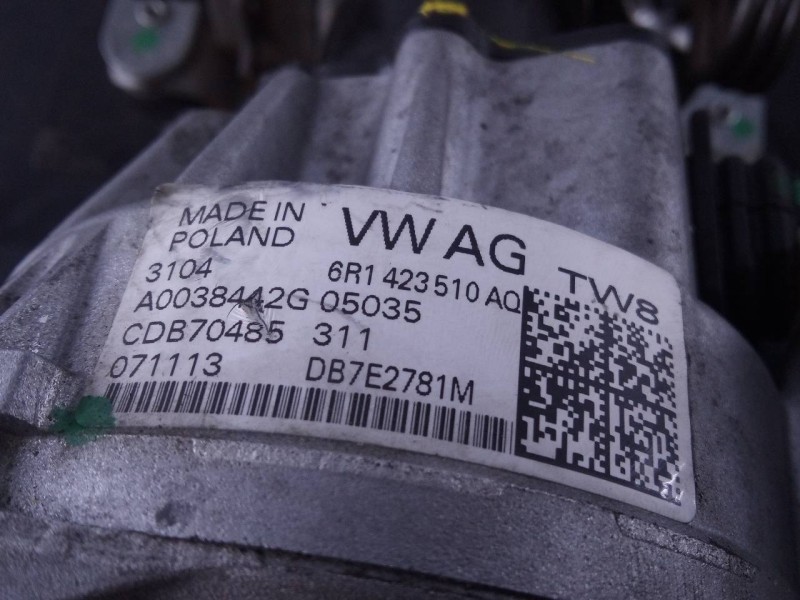 MADE IN
POLAND
VW AG
TW8
3104
6R1 423 510 AQ
A0038442G 05035
CDB70485 311
071113
DB7E2781M